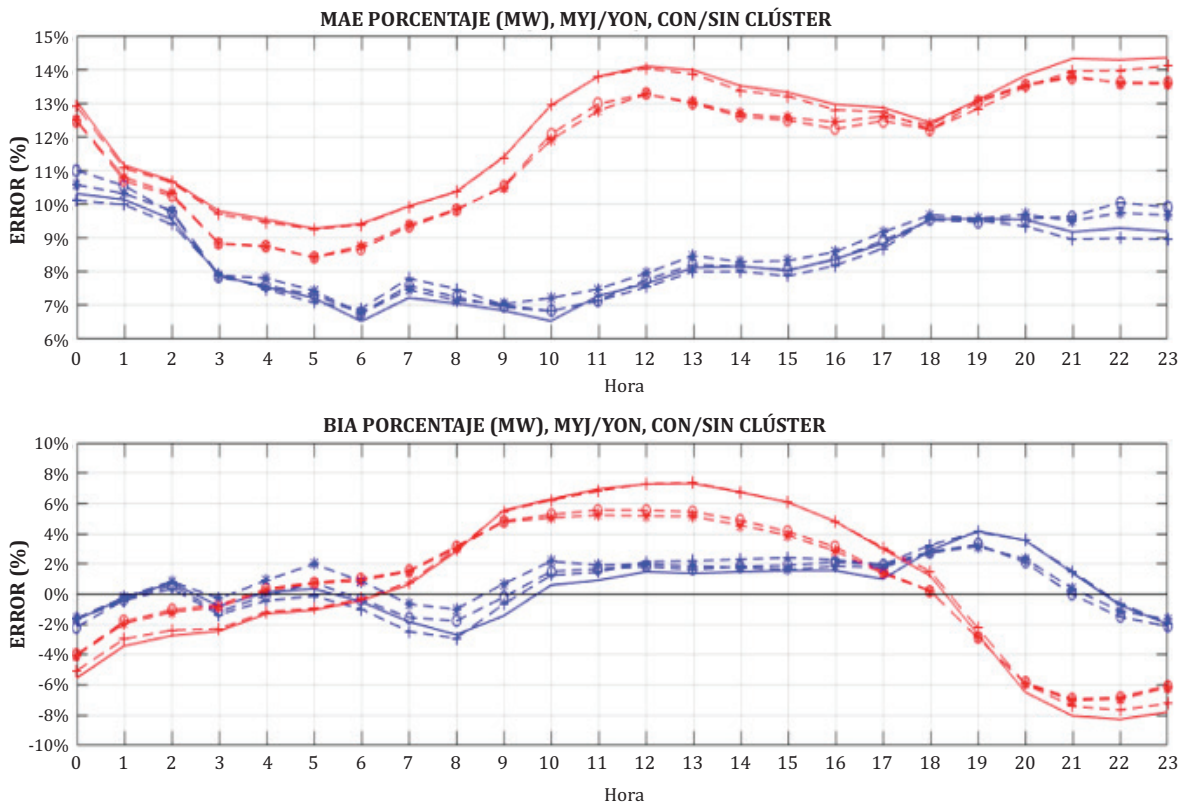 MAE PORCENTAJE (MW), MYJ/YON, CON/SIN CLÚSTER
15%
14%
13%
12%
11%
10%
9%
8%
7%
6%
ERROR (%)
0 1 2 3 4 5 6 7 8 9 10 11 12 13 14 15 16 17 18 19 20 21 22 23
Hora
BIA PORCENTAJE (MW), MYJ/YON, CON/SIN CLÚSTER
10%
8%
6%
4%
2%
0%
-2%
-4%
-6%
-8%
-10%
ERROR (%)
0 1 2 3 4 5 6 7 8 9 10 11 12 13 14 15 16 17 18 19 20 21 22 23
Hora